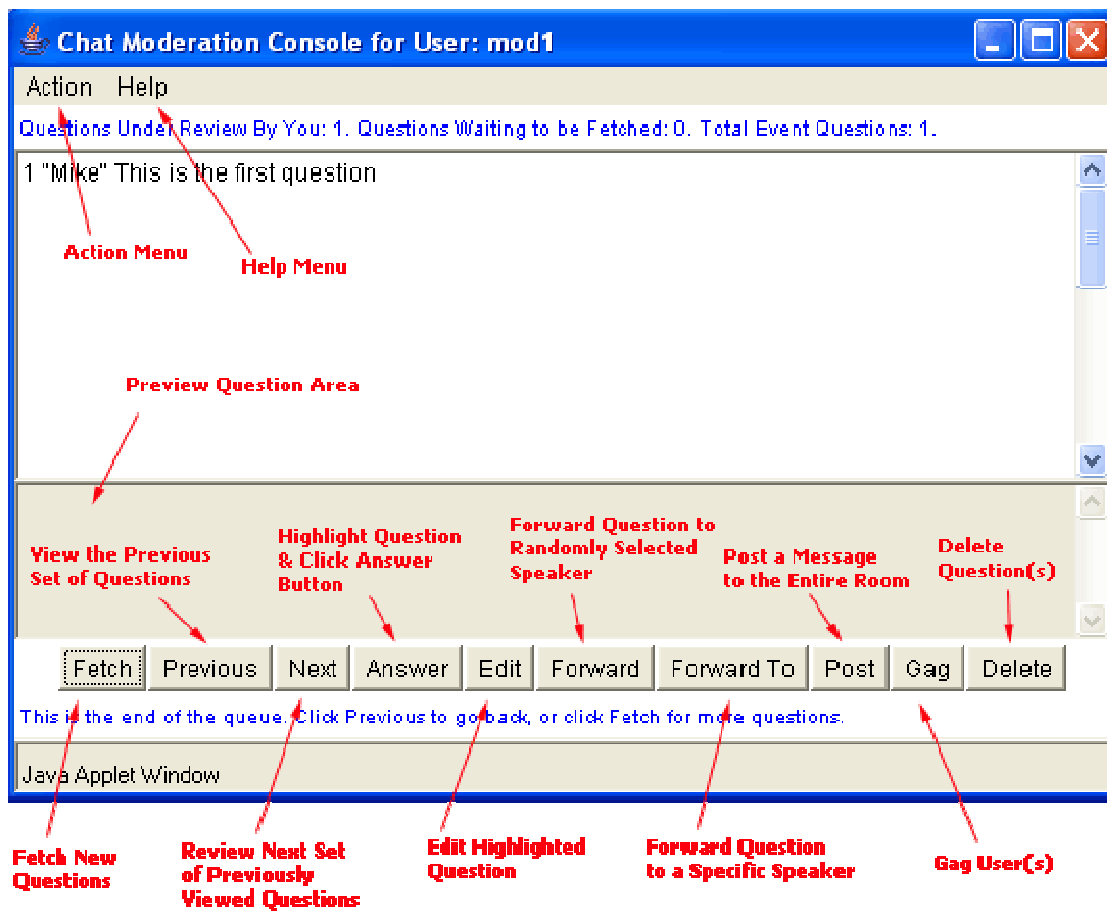 Chat Moderation Console for User: mod1
Action Help
Questions Under Review By You: 1. Questions Waiting to be Fetched: 0. Total Event Questions: 1.
1 "Mike" This is the first question
Action Menu
Help Menu
Preview Question Area
View the Previous
Set of Questions
Highlight Question
& Click Answer
Button
Forward Question to
Randomly Selected
Speaker
Post a Message
to the Entire Room
Delete
Question(s)
Fetch Previous Next Answer Edit Forward Forward To Post Gag Delete
This is the end of the queue. Click Previous to go back, or click Fetch for more questions.
Java Applet Window
Fetch New
Questions
Review Next Set
of Previously
Viewed Questions
Edit Highlighted
Question
Forward Question
to a Specific Speaker
Gag User(s)